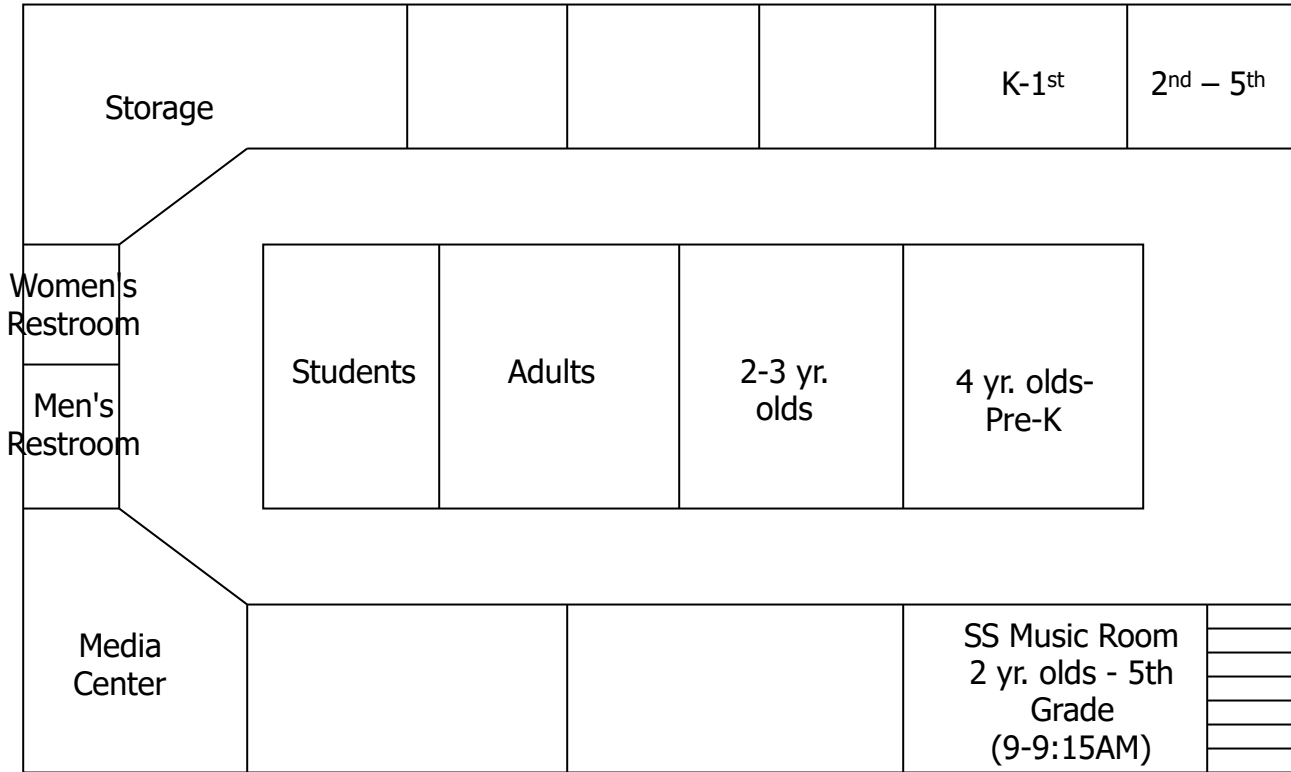 Storage
K-1st
2nd – 5th
Women's
Restroom
Men's
Restroom
Students
Adults
2-3 yr.
olds
4 yr. olds-
Pre-K
Media
Center
SS Music Room
2 yr. olds - 5th
Grade
(9-9:15AM)